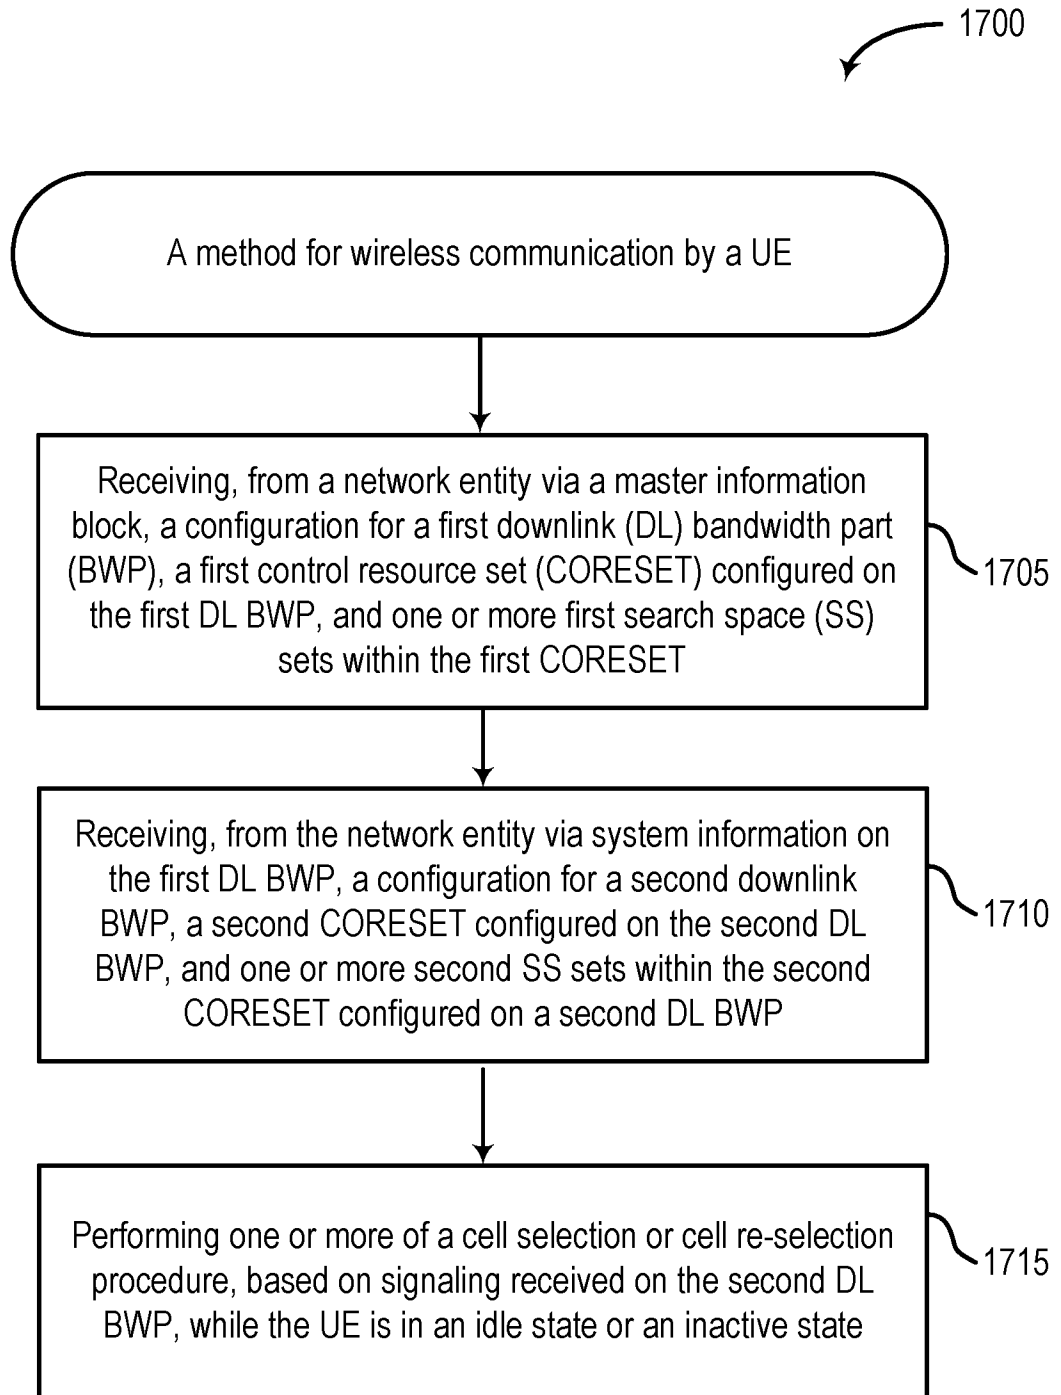 1700
A method for wireless communication by a UE
Receiving, from a network entity via a master information
block, a configuration for a first downlink (DL) bandwidth part
(BWP), a first control resource set (CORESET) configured on
the first DL BWP, and one or more first search space (SS)
sets within the first CORESET
1705
Receiving, from the network entity via system information on
the first DL BWP, a configuration for a second downlink
BWP, a second CORESET configured on the second DL
BWP, and one or more second SS sets within the second
CORESET configured on a second DL BWP
1710
Performing one or more of a cell selection or cell re-selection
procedure, based on signaling received on the second DL
BWP, while the UE is in an idle state or an inactive state
1715